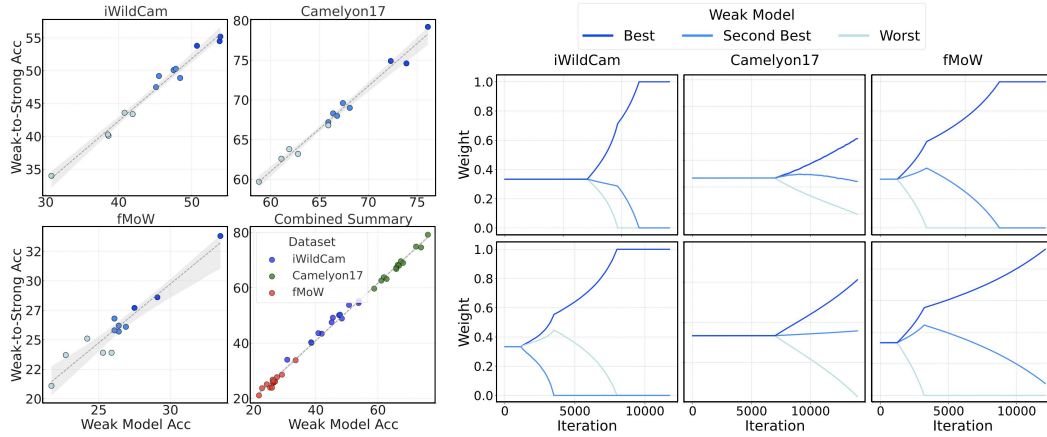 iWildCam
Camelyon17
Weak-to-Strong Acc
55
50
45
40
35
30
40
50
80
75
70
65
60
60
65
70
75
fMoW
Combined Summary
Weak-to-Strong Acc
32
30
27
25
22
20
25
30
Weak Model Acc
80
60
40
20
20
40
60
Weak Model Acc
Dataset
iWildCam
Camelyon17
fMoW
Weak Model
Best
Second Best
Worst
iWildCam
Camelyon17
fMoW
Weight
1.0
0.8
0.6
0.4
0.2
0.0
Weight
1.0
0.8
0.6
0.4
0.2
0.0
0
5000
10000
Iteration
0
5000
10000
Iteration
0
5000
10000
Iteration